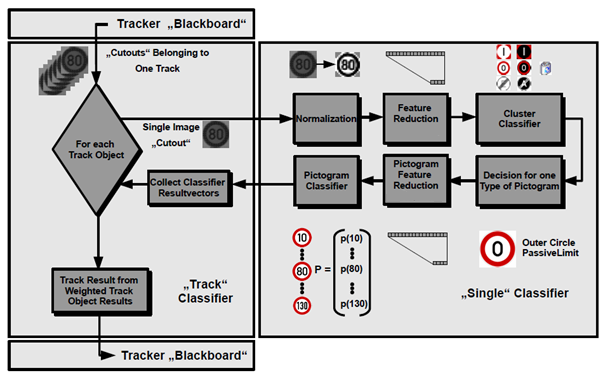 Tracker „Blackboard“
„Cutouts“ Belonging to
One Track
80
For each
Track Object
Single Image
„Cutout“
80
Collect Classifier
Resultvectors
Track Result from
Weighted Track
Object Results
„Track“
Classifier
Tracker „Blackboard“
80
80
0
0
Normalization
Feature
Reduction
Cluster
Classifier
Pictogram
Classifier
Pictogram
Feature
Reduction
Decision for one
Type of Pictogram
10
80
130
P =
p(10)
p(80)
p(130)
0
Outer Circle
PassiveLimit
„Single“ Classifier